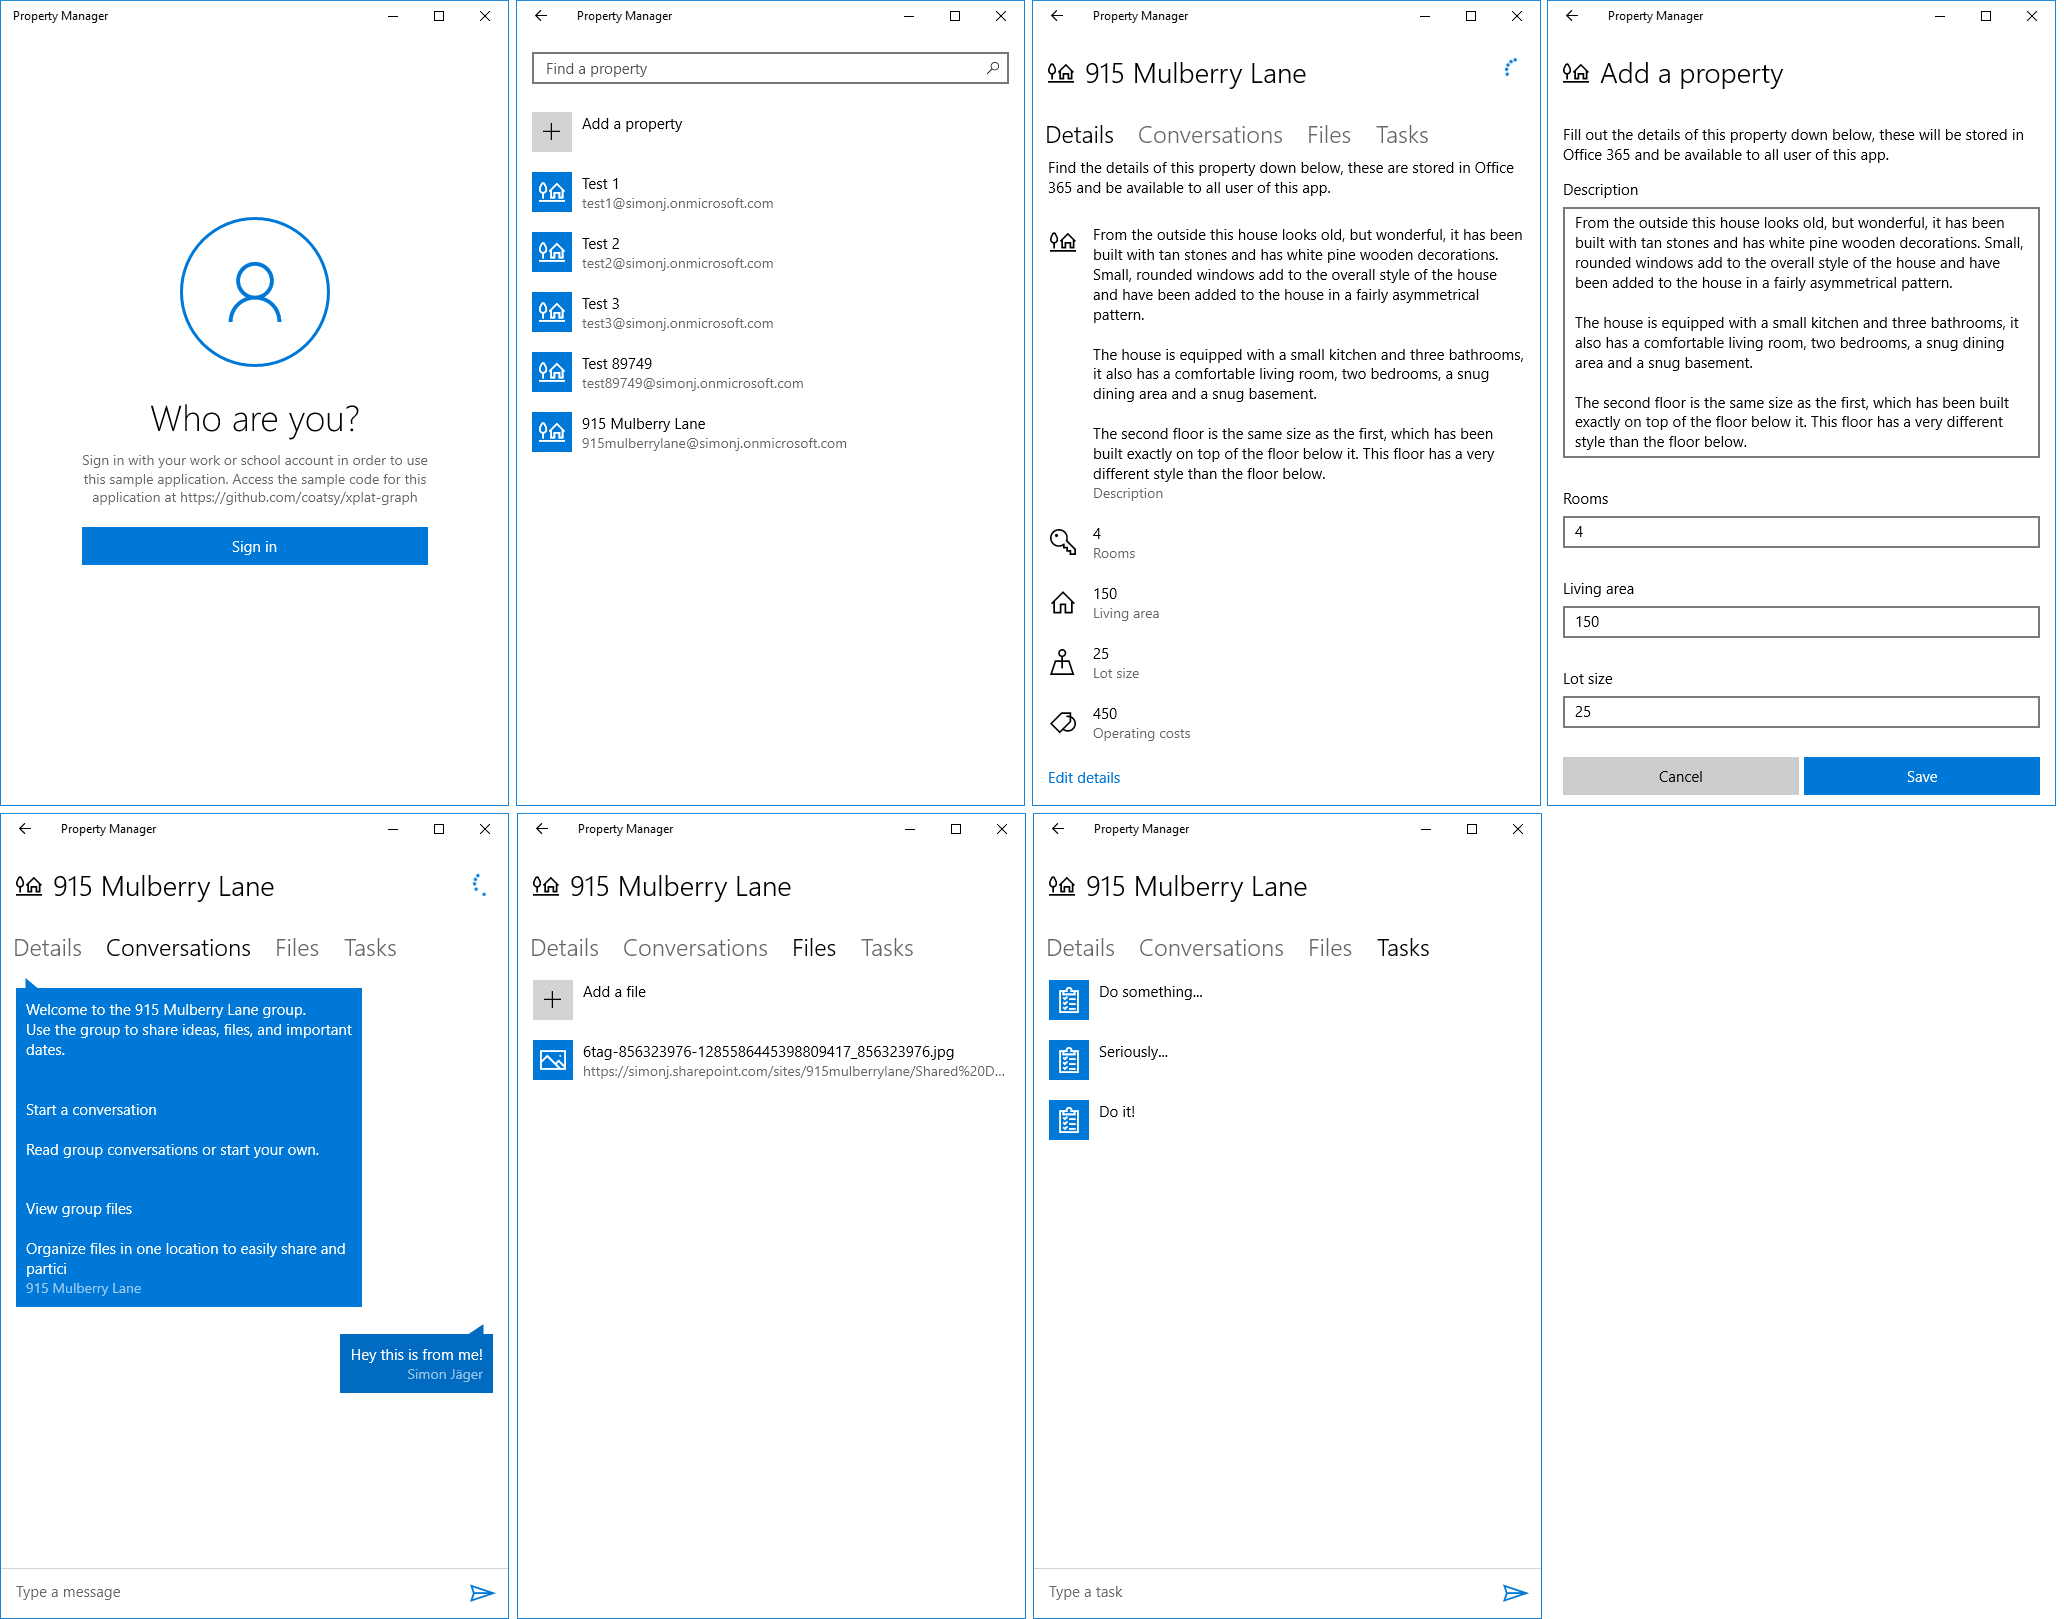 Property Manager
Who are you?
Sign in with your work or school account in order to use
this sample application. Access the sample code for this
application at https://github.com/coatsy/xplat-graph
Sign in
Property Manager
Find a property
Add a property
Test 1
test1@simonj.onmicrosoft.com
Test 2
test2@simonj.onmicrosoft.com
Test 3
test3@simonj.onmicrosoft.com
Test 89749
test89749@simonj.onmicrosoft.com
915 Mulberry Lane
915mulberrylane@simonj.onmicrosoft.com
Property Manager
915 Mulberry Lane
Details Conversations Files Tasks
Find the details of this property down below, these are stored in Office
365 and be available to all user of this app.
From the outside this house looks old, but wonderful, it has been
built with tan stones and has white pine wooden decorations.
Small, rounded windows add to the overall style of the house
and have been added to the house in a fairly asymmetrical
pattern.
The house is equipped with a small kitchen and three bathrooms,
it also has a comfortable living room, two bedrooms, a snug
dining area and a snug basement.
The second floor is the same size as the first, which has been
built exactly on top of the floor below it. This floor has a very
different style than the floor below.
Description
4
Rooms
150
Living area
25
Lot size
450
Operating costs
Edit details
Property Manager
Add a property
Fill out the details of this property down below, these will be stored in
Office 365 and be available to all user of this app.
Description
From the outside this house looks old, but wonderful, it has been
built with tan stones and has white pine wooden decorations. Small,
rounded windows add to the overall style of the house and have
been added to the house in a fairly asymmetrical pattern.
The house is equipped with a small kitchen and three bathrooms, it
also has a comfortable living room, two bedrooms, a snug dining
area and a snug basement.
The second floor is the same size as the first, which has been built
exactly on top of the floor below it. This floor has a very different
style than the floor below.
Rooms
4
Living area
150
Lot size
25
Cancel
Save
Property Manager
915 Mulberry Lane
Details Conversations Files Tasks
Welcome to the 915 Mulberry Lane group.
Use the group to share ideas, files, and important
dates.
Start a conversation
Read group conversations or start your own.
View group files
Organize files in one location to easily share and
partici
915 Mulberry Lane
Hey this is from me!
Simon Jäger
Type a message
Property Manager
915 Mulberry Lane
Details Conversations Files Tasks
Add a file
6tag-856323976-1285586445398809417_856323976.jpg
https://simonj.sharepoint.com/sites/915mulberrylane/Shared%20D...
Property Manager
915 Mulberry Lane
Details Conversations Files Tasks
Do something...
Seriously...
Do it!
Type a task